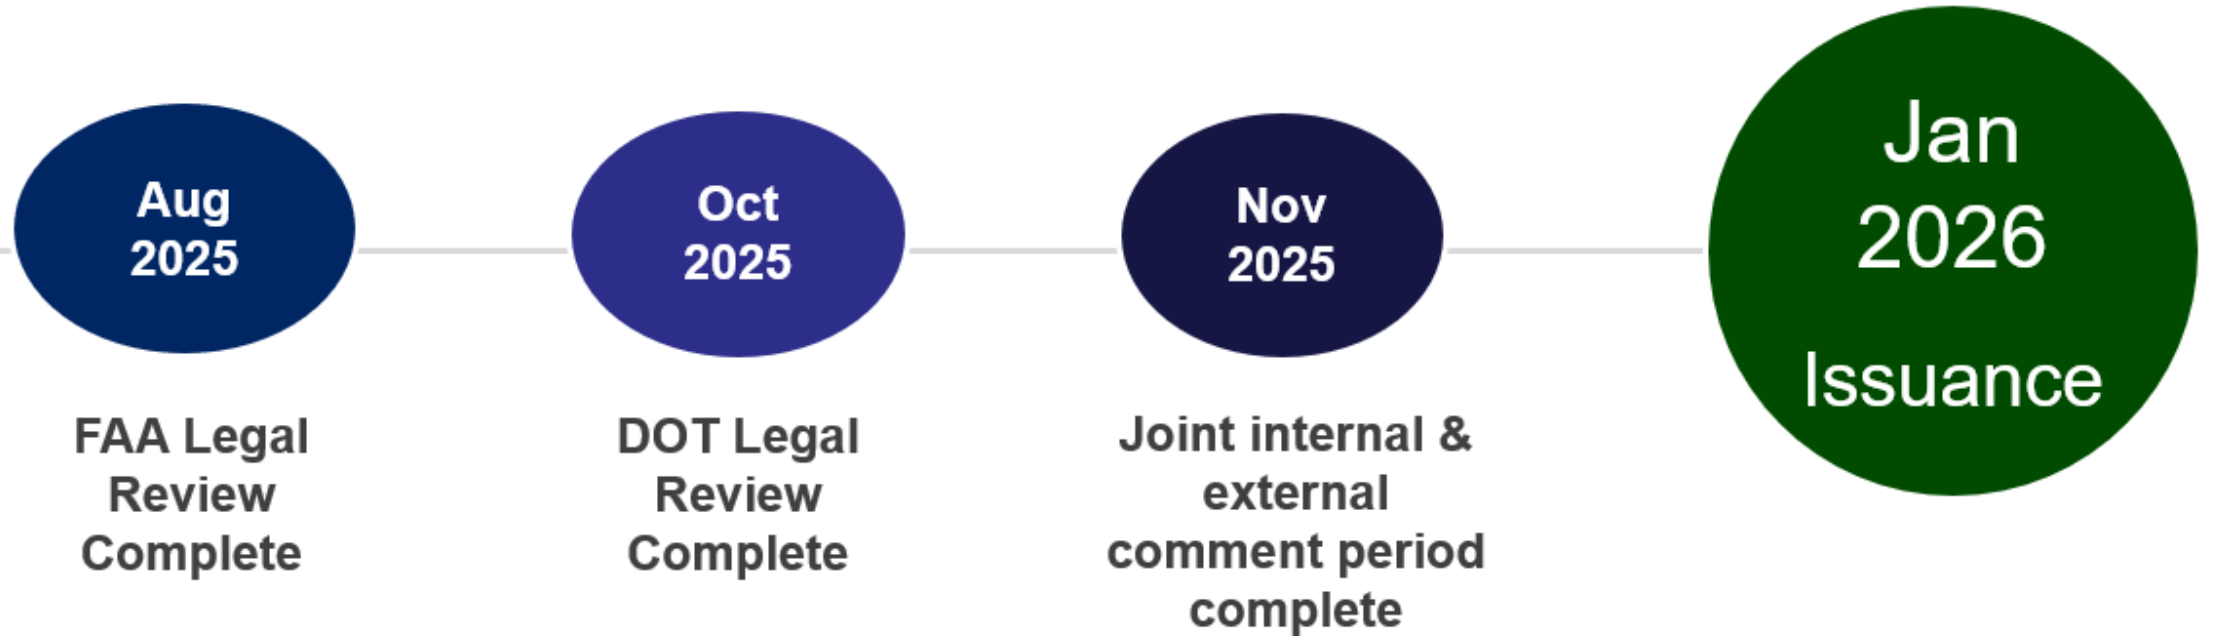 Aug
2025
FAA Legal
Review
Complete
Oct
2025
DOT Legal
Review
Complete
Nov
2025
Joint internal &
external
comment period
complete
Jan
2026
Issuance